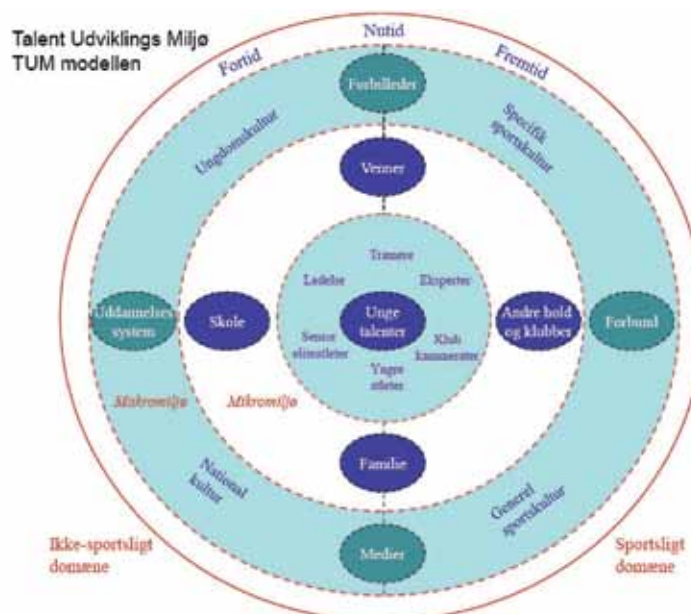 Talent Udviklings Miljø
TUM modellen
Fortid
Nutid
Fremtid
Forbilleder
Ungdomskultur
Specifik
sportskultur
Venner
Trænere
Ledelse
Eksperter
Uddannelses
system
Skole
Unge
talenter
Andre hold
og klubber
Forbund
Senior
eliteatleter
Klub
kammerater
Yngre
atleter
Makromiljø
Mikromiljø
Familie
National
kultur
Generel
sportskultur
Medier
Ikke-sportsligt
domæne
Sportsligt
domæne